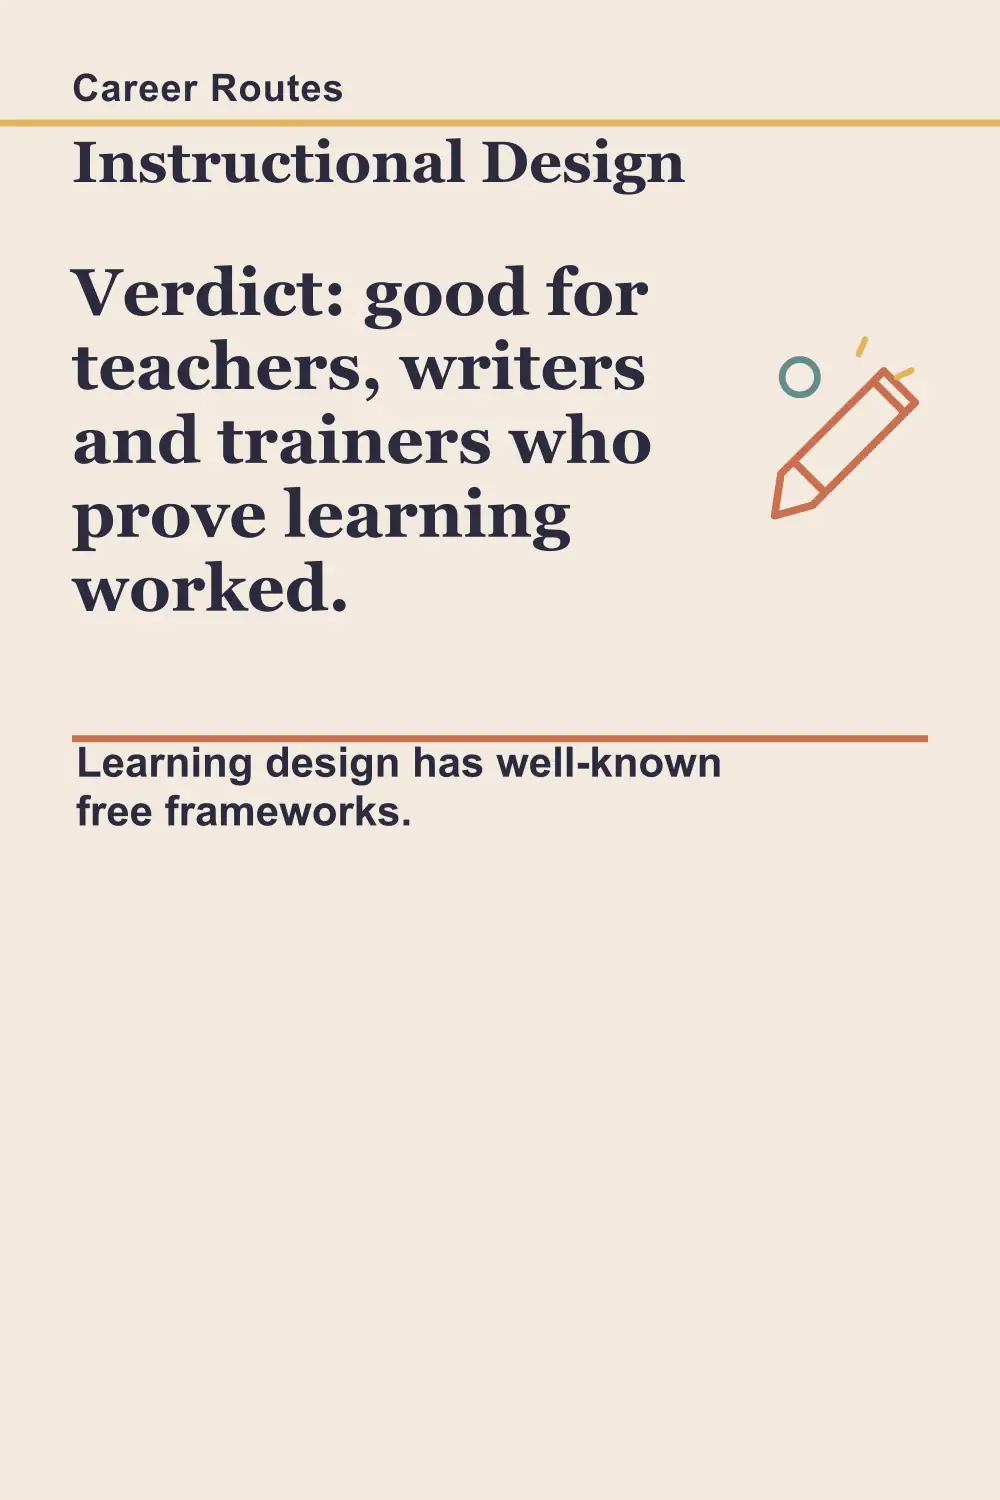 Career Routes
Instructional Design
Verdict: good for
teachers, writers
and trainers who
prove learning
worked.
Learning design has well-known
free frameworks.